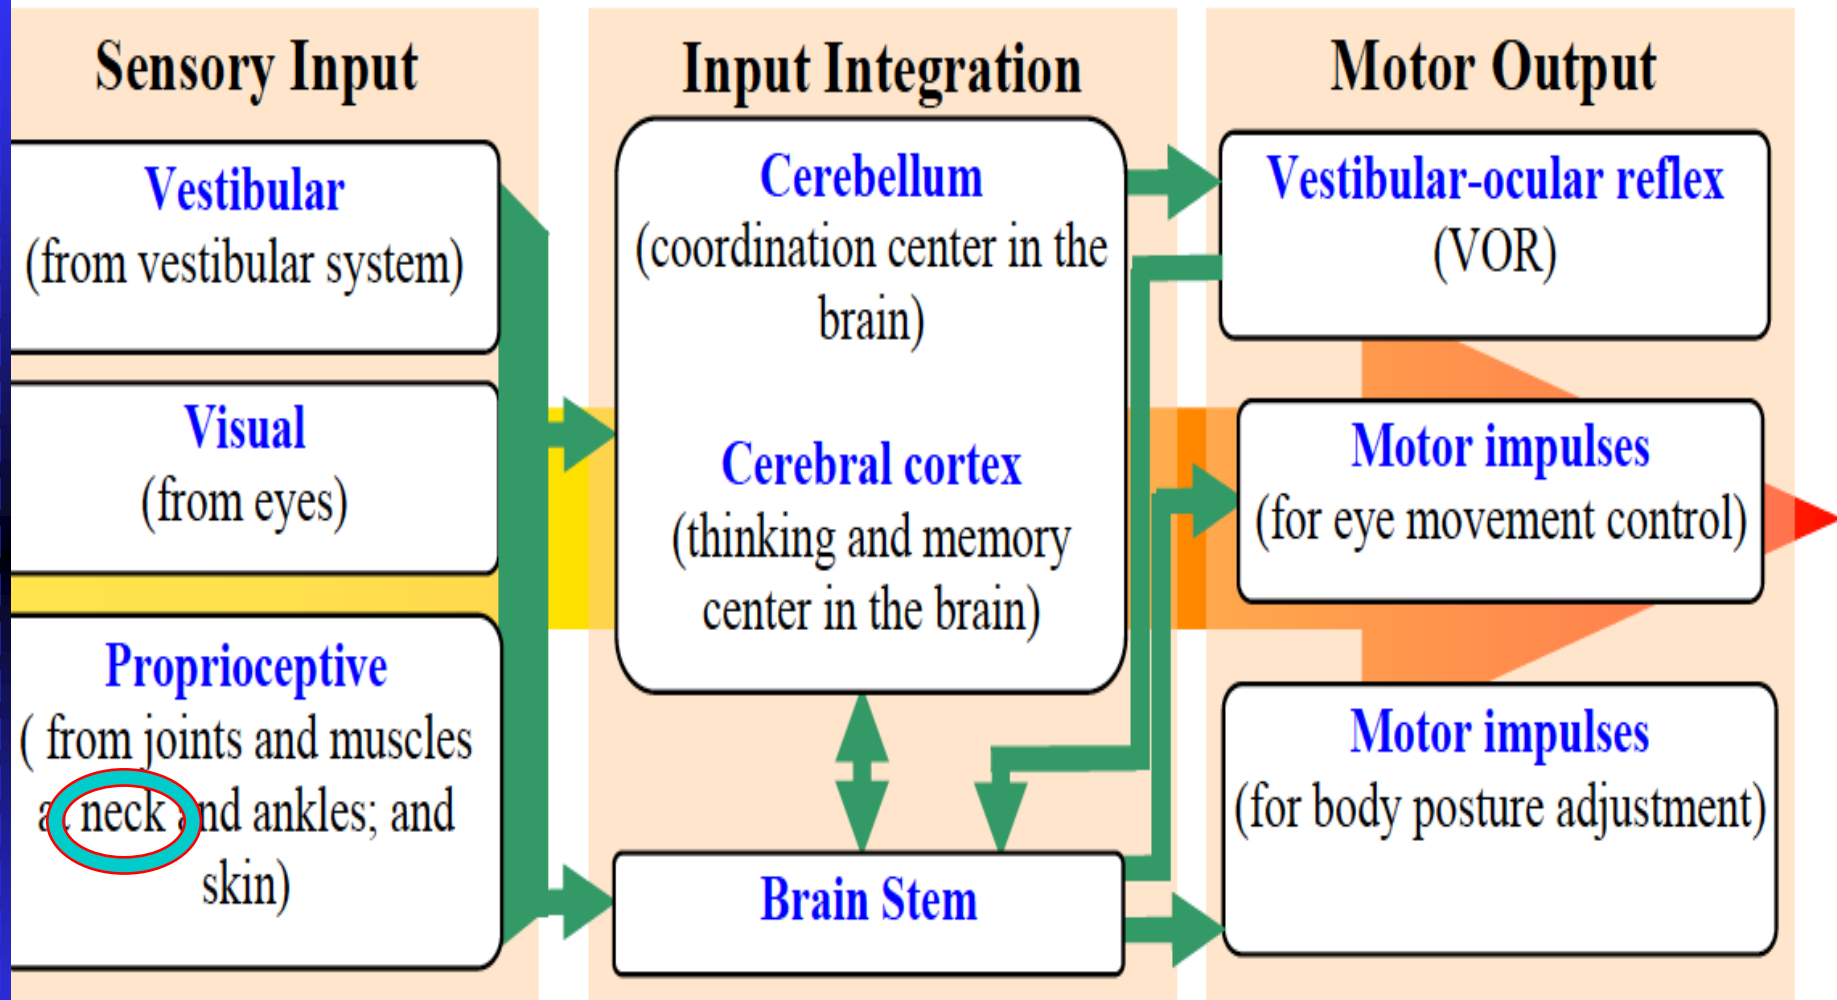 Sensory Input
Vestibular
(from vestibular system)
Visual
(from eyes)
Proprioceptive
( from joints and muscles
at neck and ankles; and
skin)
Input Integration
Cerebellum
(coordination center in the
brain)
Cerebral cortex
(thinking and memory
center in the brain)
Brain Stem
Motor Output
Vestibular-ocular reflex
(VOR)
Motor impulses
(for eye movement control)
Motor impulses
(for body posture adjustment)